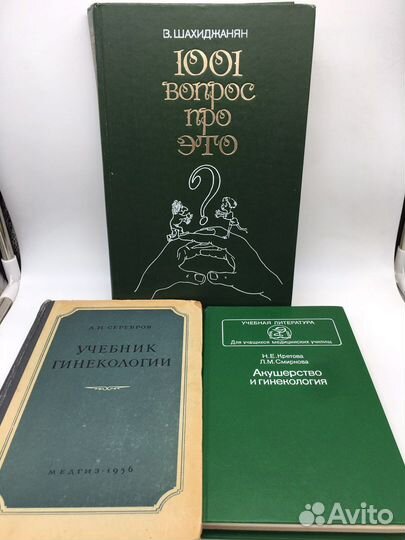 В. ШАХИДЖАНЯН
1001
вопрос
про
ЭТО
?
А.И. СЕРЕБРОВ
УЧЕБНИК
ГИНЕКОЛОГИИ
МЕДГИЗ-1956
УЧЕБНАЯ ЛИТЕРАТУРА
Для учащихся медицинских училищ
Н.Е.Кретова
Л.М.Смирнова
Акушерство
и гинекология
Avito